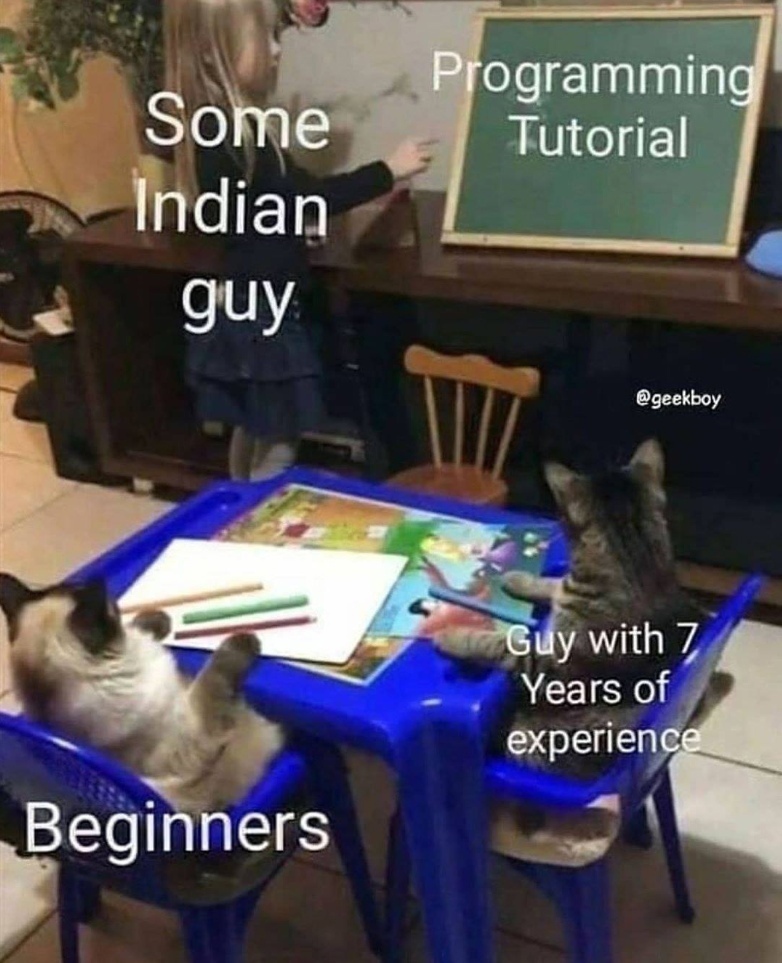 Programming
Tutorial
Some
Indian
guy
@geekboy
Guy with 7
Years of
experience
Beginners